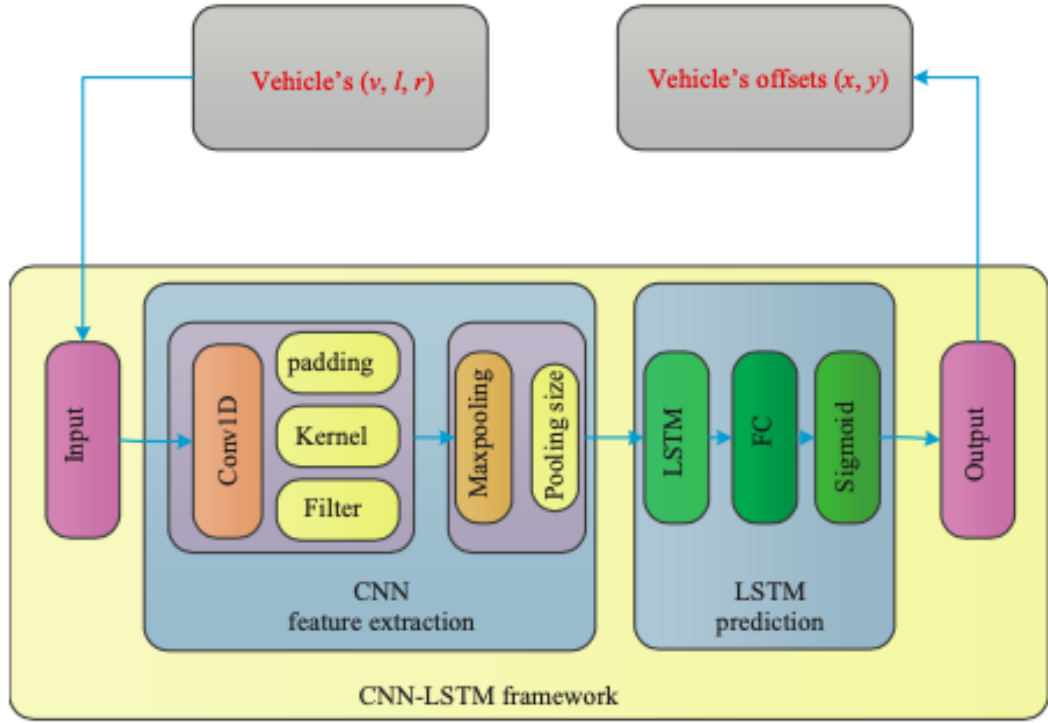 Vehicle's (v, l, r)
Vehicle's offsets (x, y)
Input
Conv1D
padding
Kernel
Filter
Maxpooling
Pooling size
CNN
feature extraction
LSTM
FC
Sigmoid
LSTM
prediction
Output
CNN-LSTM framework